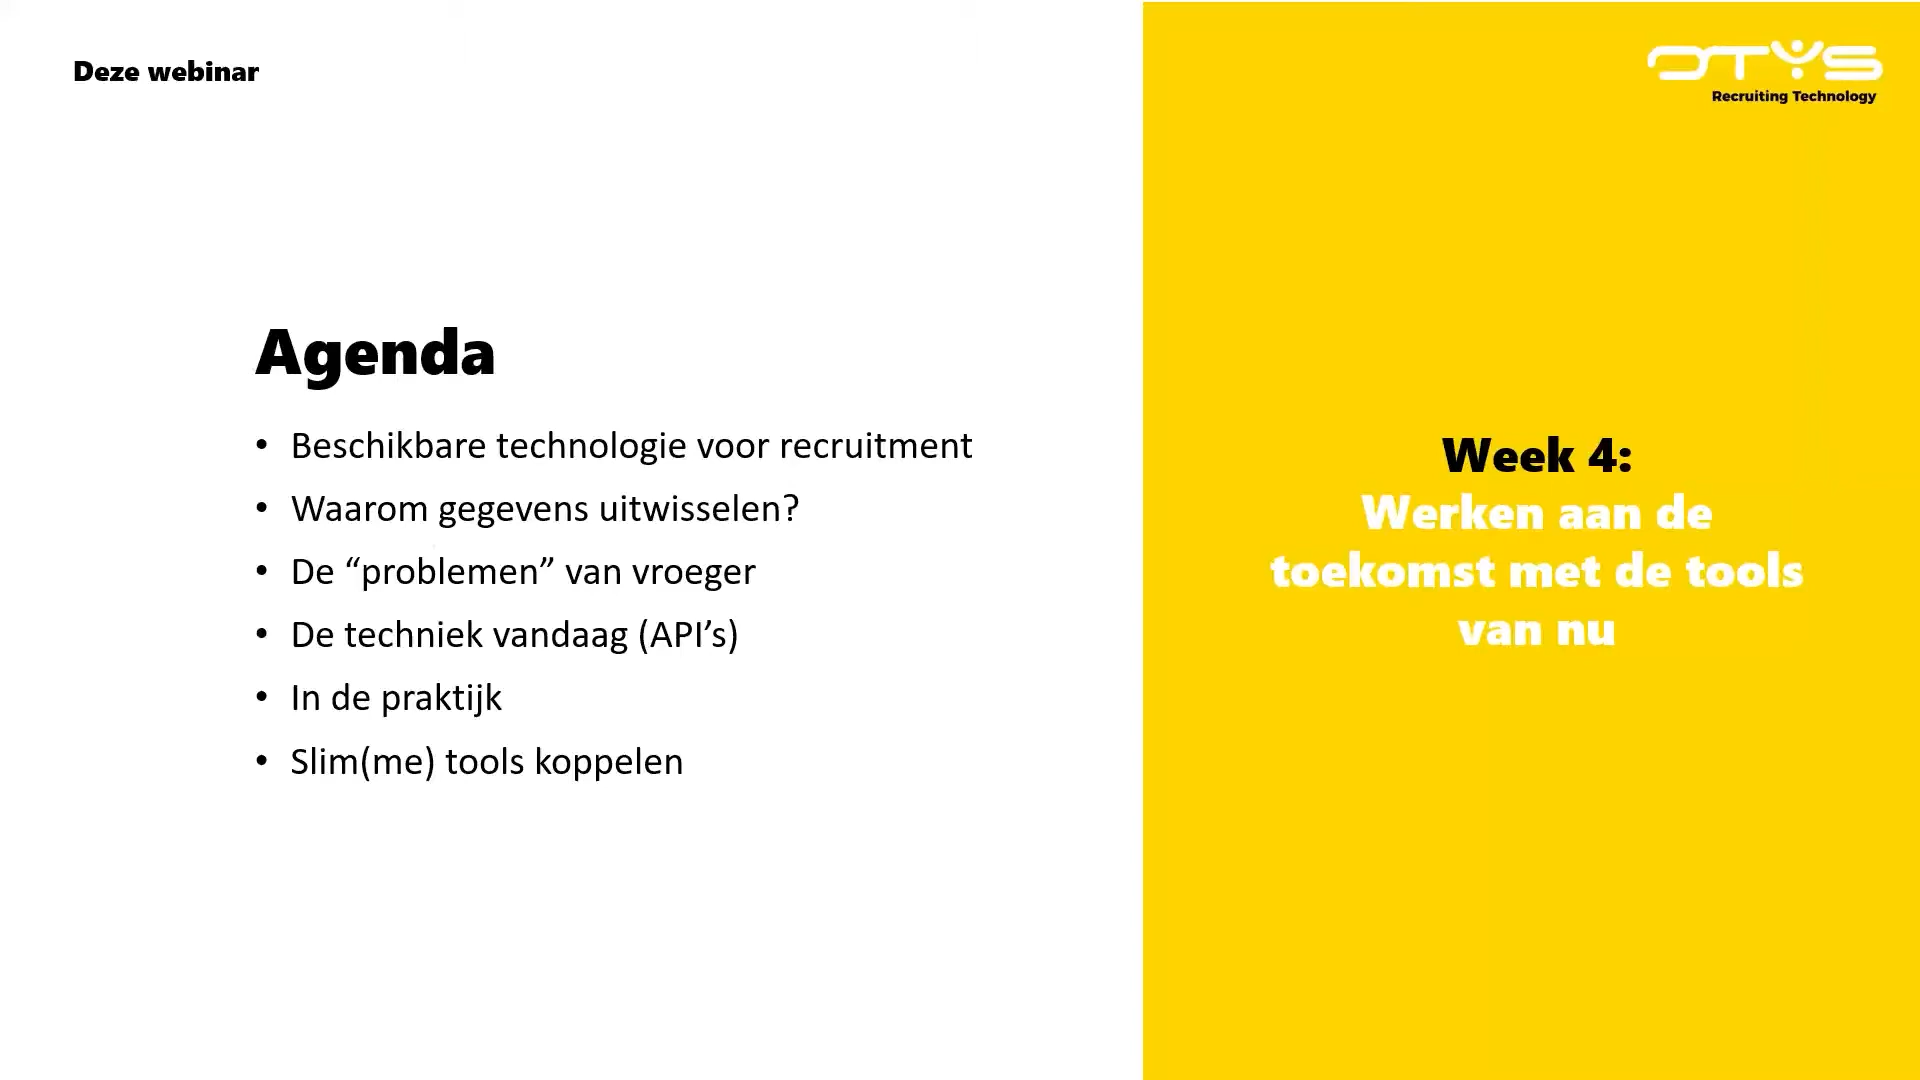 Deze webinar
OTYS
Recruiting Technology
Agenda
• Beschikbare technologie voor recruitment
• Waarom gegevens uitwisselen?
• De “problemen” van vroeger
• De techniek vandaag (API’s)
• In de praktijk
• Slim(me) tools koppelen
Week 4:
Werken aan de
toekomst met de tools
van nu